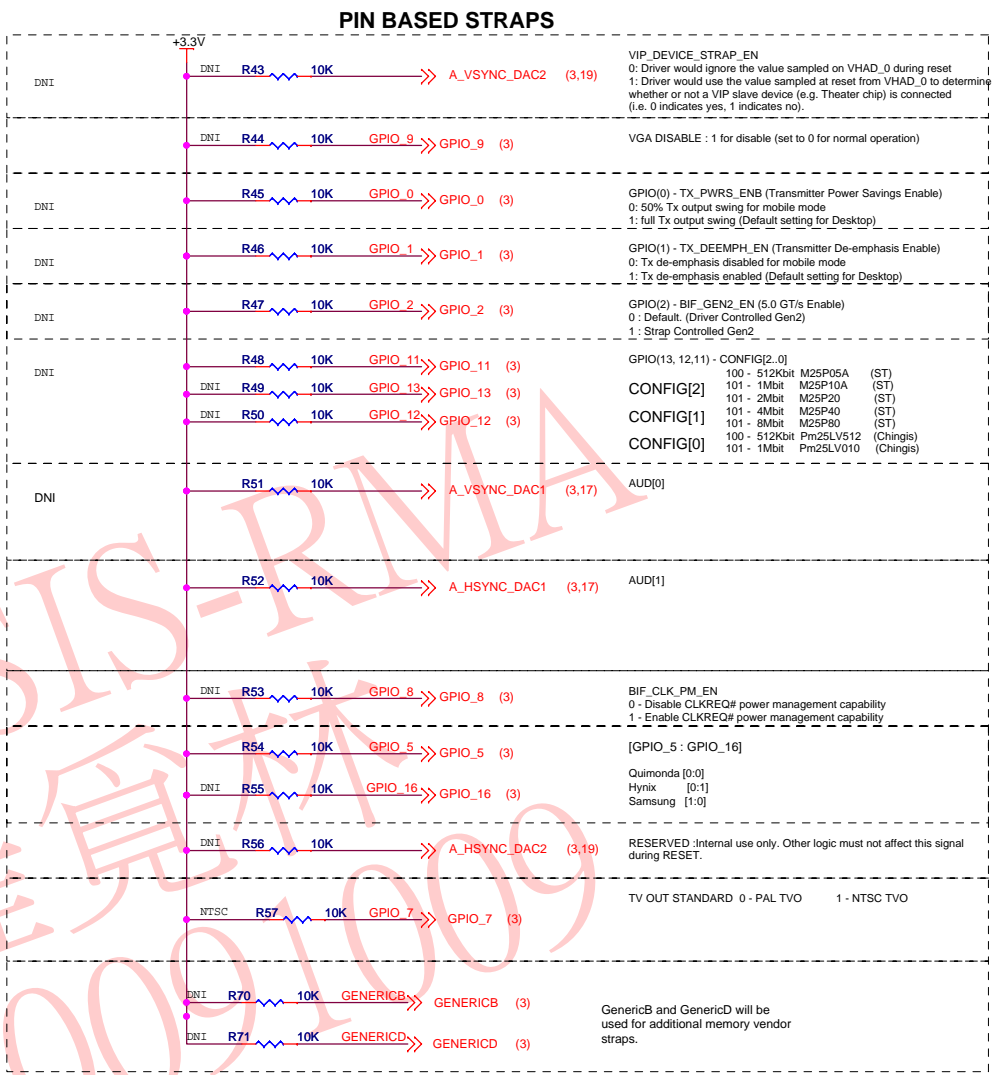 PIN BASED STRAPS
+3.3V
DNI
DNI R43 10K A_VSYNC_DAC2 (3,19)
VIP_DEVICE_STRAP_EN
0: Driver would ignore the value sampled on VHAD_0 during reset
1: Driver would use the value sampled at reset from VHAD_0 to determine
whether or not a VIP slave device (e.g. Theater chip) is connected
(i.e. 0 indicates yes, 1 indicates no).
DNI R44 10K GPIO_9 GPIO_9 (3)
VGA DISABLE : 1 for disable (set to 0 for normal operation)
DNI
R45 10K GPIO_0 GPIO_0 (3)
GPIO(0) - TX_PWRS_ENB (Transmitter Power Savings Enable)
0: 50% Tx output swing for mobile mode
1: full Tx output swing (Default setting for Desktop)
DNI
R46 10K GPIO_1 GPIO_1 (3)
GPIO(1) - TX_DEEMPH_EN (Transmitter De-emphasis Enable)
0: Tx de-emphasis disabled for mobile mode
1: Tx de-emphasis enabled (Default setting for Desktop)
DNI
R47 10K GPIO_2 GPIO_2 (3)
GPIO(2) - BIF_GEN2_EN (5.0 GT/s Enable)
0 : Default. (Driver Controlled Gen2)
1 : Strap Controlled Gen2
DNI
R48 10K GPIO_11 GPIO_11 (3)
DNI R49 10K GPIO_13 GPIO_13 (3)
DNI R50 10K GPIO_12 GPIO_12 (3)
GPIO(13, 12,11) - CONFIG[2..0]
CONFIG[2]
CONFIG[1]
CONFIG[0]
100 - 512Kbit M25P05A (ST)
101 - 1Mbit M25P10A (ST)
101 - 2Mbit M25P20 (ST)
101 - 4Mbit M25P40 (ST)
101 - 8Mbit M25P80 (ST)
100 - 512Kbit Pm25LV512 (Chingis)
101 - 1Mbit Pm25LV010 (Chingis)
DNI
R51 10K A_VSYNC_DAC1 (3,17)
AUD[0]
R52 10K A_HSYNC_DAC1 (3,17)
AUD[1]
DNI R53 10K GPIO_8 GPIO_8 (3)
BIF_CLK_PM_EN
0 - Disable CLKREQ# power management capability
1 - Enable CLKREQ# power management capability
R54 10K GPIO_5 GPIO_5 (3)
DNI R55 10K GPIO_16 GPIO_16 (3)
[GPIO_5 : GPIO_16]
Quimonda [0:0]
Hynix [0:1]
Samsung [1:0]
DNI R56 10K A_HSYNC_DAC2 (3,19)
RESERVED :Internal use only. Other logic must not affect this signal
during RESET.
NTSC R57 10K GPIO_7 GPIO_7 (3)
TV OUT STANDARD 0 - PAL TVO 1 - NTSC TVO
DNI R70 10K GENERICB GENERICB (3)
DNI R71 10K GENERICD GENERICD (3)
GenericB and GenericD will be
used for additional memory vendor
straps.
SIS-RMA
覓林
0091009